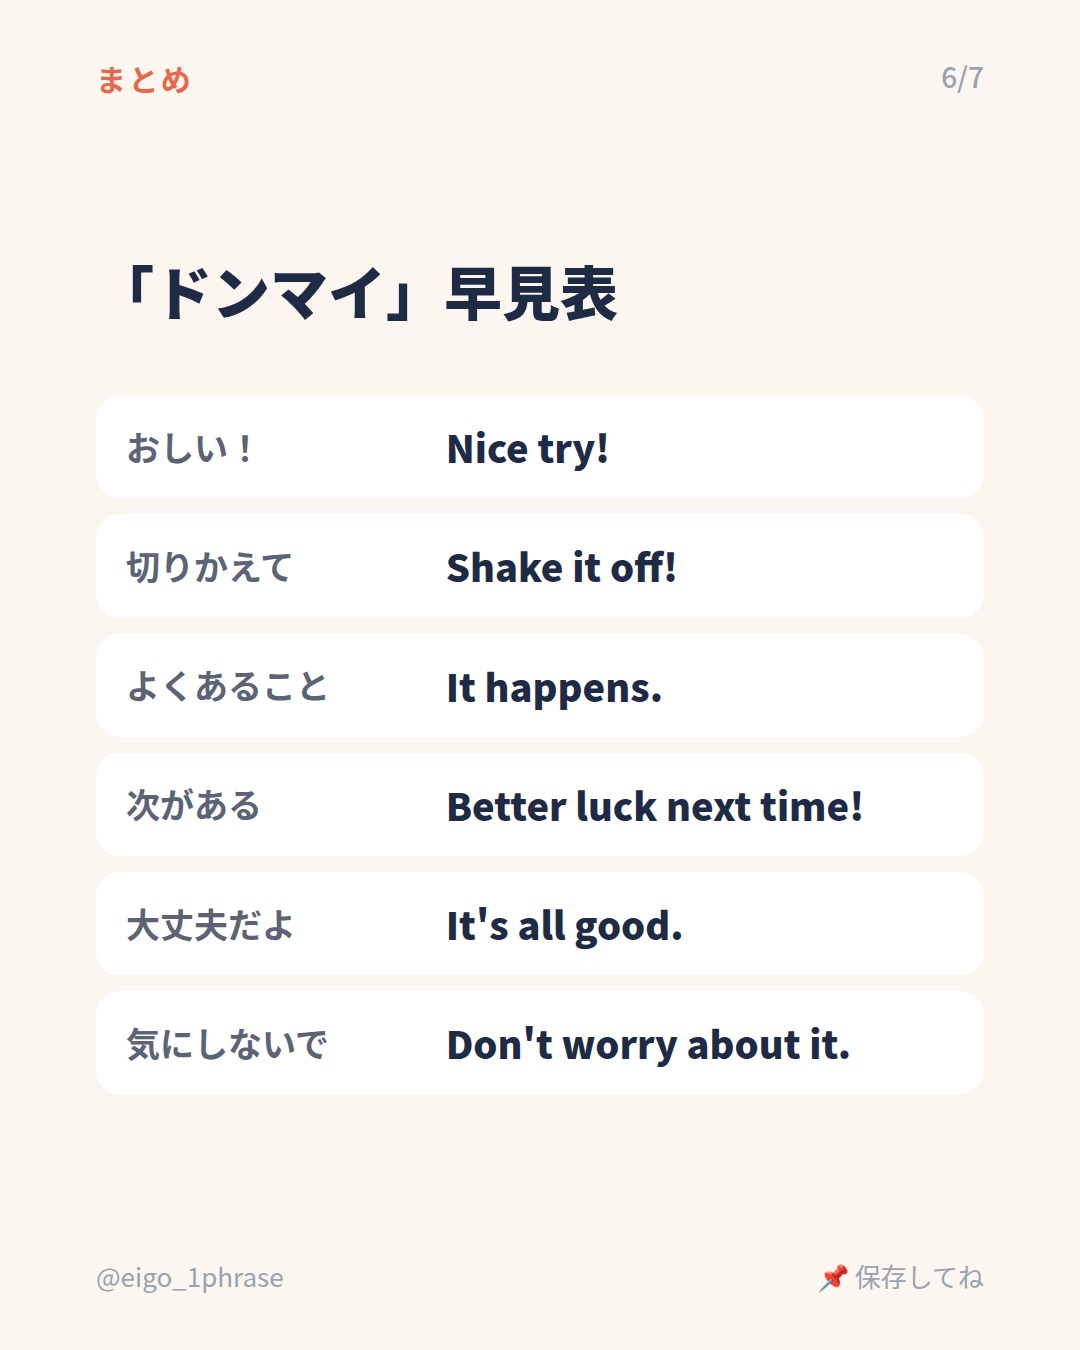 まとめ
6/7
「ドンマイ」早見表
おしい！ Nice try!
切りかえて Shake it off!
よくあること It happens.
次がある Better luck next time!
大丈夫だよ It's all good.
気にしないで Don't worry about it.
@eigo_1phrase
📌 保存してね